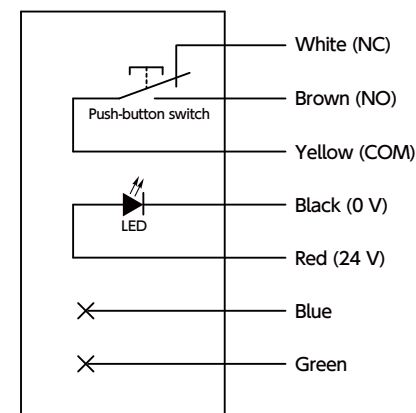 White (NC)
Brown (NO)
Push-button switch
Yellow (COM)
Black (0 V)
LED
Red (24 V)
Blue
Green